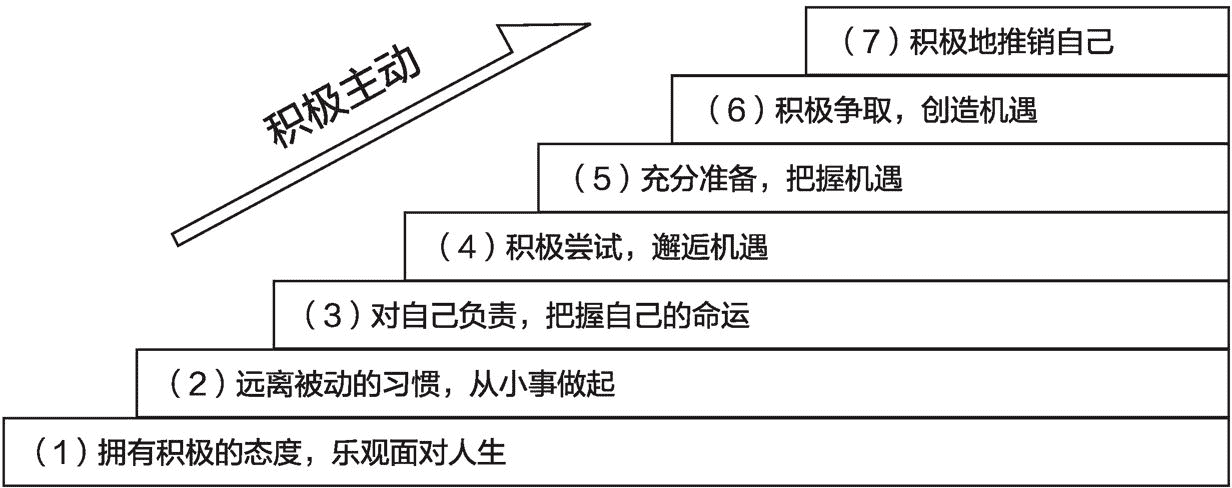 积极主动
（7）积极地推销自己
（6）积极争取，创造机遇
（5）充分准备，把握机遇
（4）积极尝试，邂逅机遇
（3）对自己负责，把握自己的命运
（2）远离被动的习惯，从小事做起
（1）拥有积极的态度，乐观面对人生